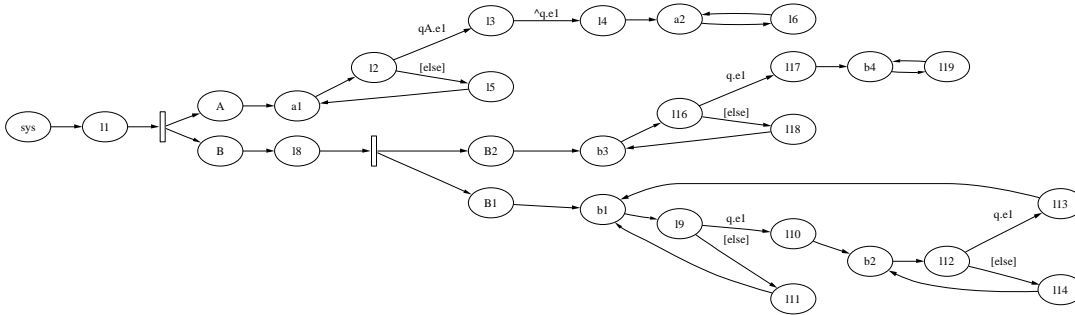 l3
^q.e1
l4
a2
l6
qA.e1
l2
[else]
l5
l17
b4
l19
q.e1
A
a1
l16
[else]
l18
sys
l1
B
l8
B2
b3
B1
b1
l9
q.e1
[else]
l10
l13
q.e1
b2
l12
[else]
l14
l11